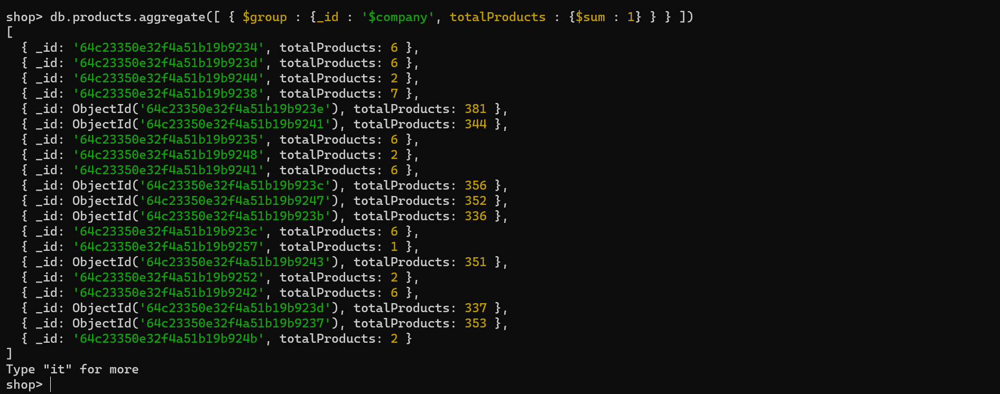 shop> db.products.aggregate([ { $group : {_id : '$company', totalProducts : {$sum : 1} } } ])
[
  { _id: '64c23350e32f4a51b19b9234', totalProducts: 6 },
  { _id: '64c23350e32f4a51b19b923d', totalProducts: 6 },
  { _id: '64c23350e32f4a51b19b9244', totalProducts: 2 },
  { _id: '64c23350e32f4a51b19b9238', totalProducts: 7 },
  { _id: ObjectId('64c23350e32f4a51b19b923e'), totalProducts: 381 },
  { _id: ObjectId('64c23350e32f4a51b19b9241'), totalProducts: 344 },
  { _id: '64c23350e32f4a51b19b9235', totalProducts: 6 },
  { _id: '64c23350e32f4a51b19b9248', totalProducts: 2 },
  { _id: '64c23350e32f4a51b19b9241', totalProducts: 6 },
  { _id: ObjectId('64c23350e32f4a51b19b923c'), totalProducts: 356 },
  { _id: ObjectId('64c23350e32f4a51b19b9247'), totalProducts: 352 },
  { _id: ObjectId('64c23350e32f4a51b19b923b'), totalProducts: 336 },
  { _id: '64c23350e32f4a51b19b923c', totalProducts: 6 },
  { _id: '64c23350e32f4a51b19b9257', totalProducts: 1 },
  { _id: ObjectId('64c23350e32f4a51b19b9243'), totalProducts: 351 },
  { _id: '64c23350e32f4a51b19b9252', totalProducts: 2 },
  { _id: '64c23350e32f4a51b19b9242', totalProducts: 6 },
  { _id: ObjectId('64c23350e32f4a51b19b923d'), totalProducts: 337 },
  { _id: ObjectId('64c23350e32f4a51b19b9237'), totalProducts: 353 },
  { _id: '64c23350e32f4a51b19b924b', totalProducts: 2 }
]
Type "it" for more
shop>